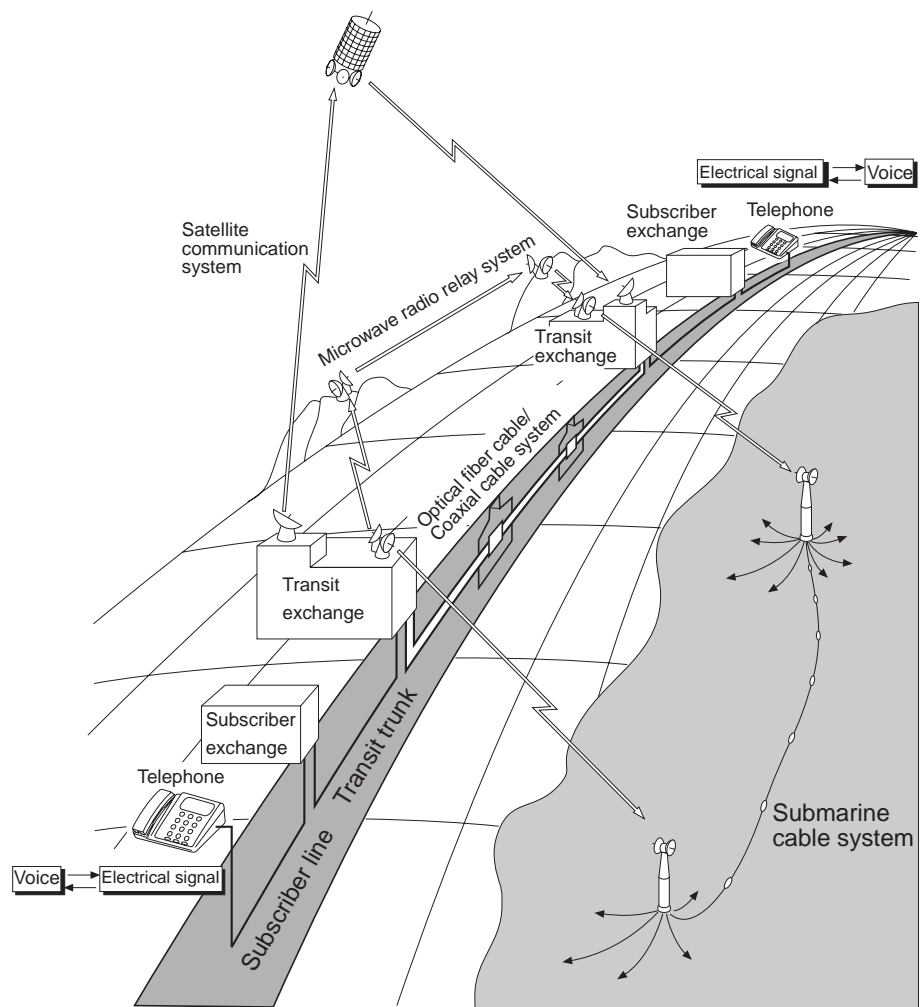 Electrical signal
Voice
Subscriber
exchange
Telephone
Satellite
communication
system
Microwave radio relay system
Transit
exchange
Optical fiber cable/
Coaxial cable system
Transit
exchange
Subscriber
exchange
Transit trunk
Telephone
Submarine
cable system
Subscriber line
Voice
Electrical signal